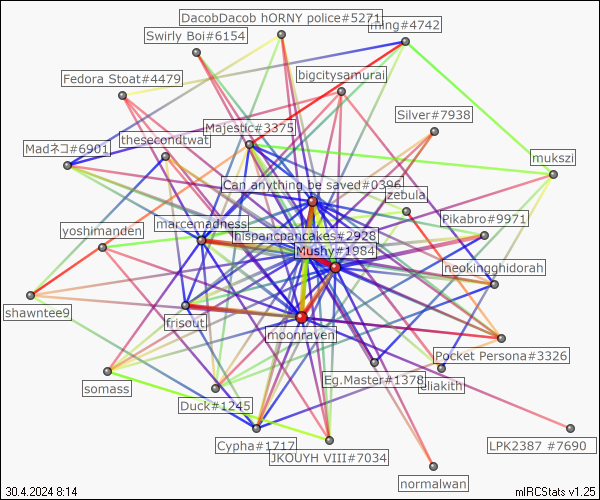 DacobDacob hORNY police#5271
ming#4742
Swirly Boi#6154
bigcitysamurai
Fedora Stoat#4479
Silver#7938
Majestic#3375
thesecondtwat
Madネコ#6901
mukszi
Can anything be saved#0396
zebula
Pikabro#9971
marcemadness
yoshimanden
hispancpancakes#2928
Mushy#1984
neokingghidorah
shawntee9
frisout
moonraven
Pocket Persona#3326
Eg.Master#1378
eliakith
somass
Duck#1245
Cypha#1717
JKOUYH VIII#7034
LPK2387 #7690
normalwan
30.4.2024 8:14
mIRCStats v1.25